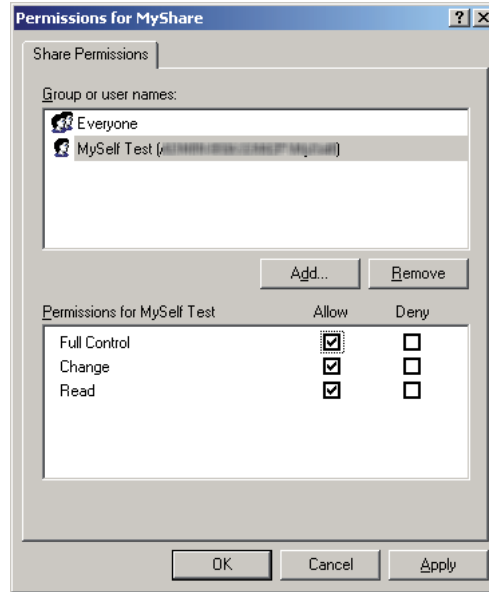 Permissions for MyShare
Share Permissions
Group or user names:
Everyone
MySelf Test (
Add... Remove
Permissions for MySelf Test Allow Deny
Full Control
Change
Read
OK Cancel Apply